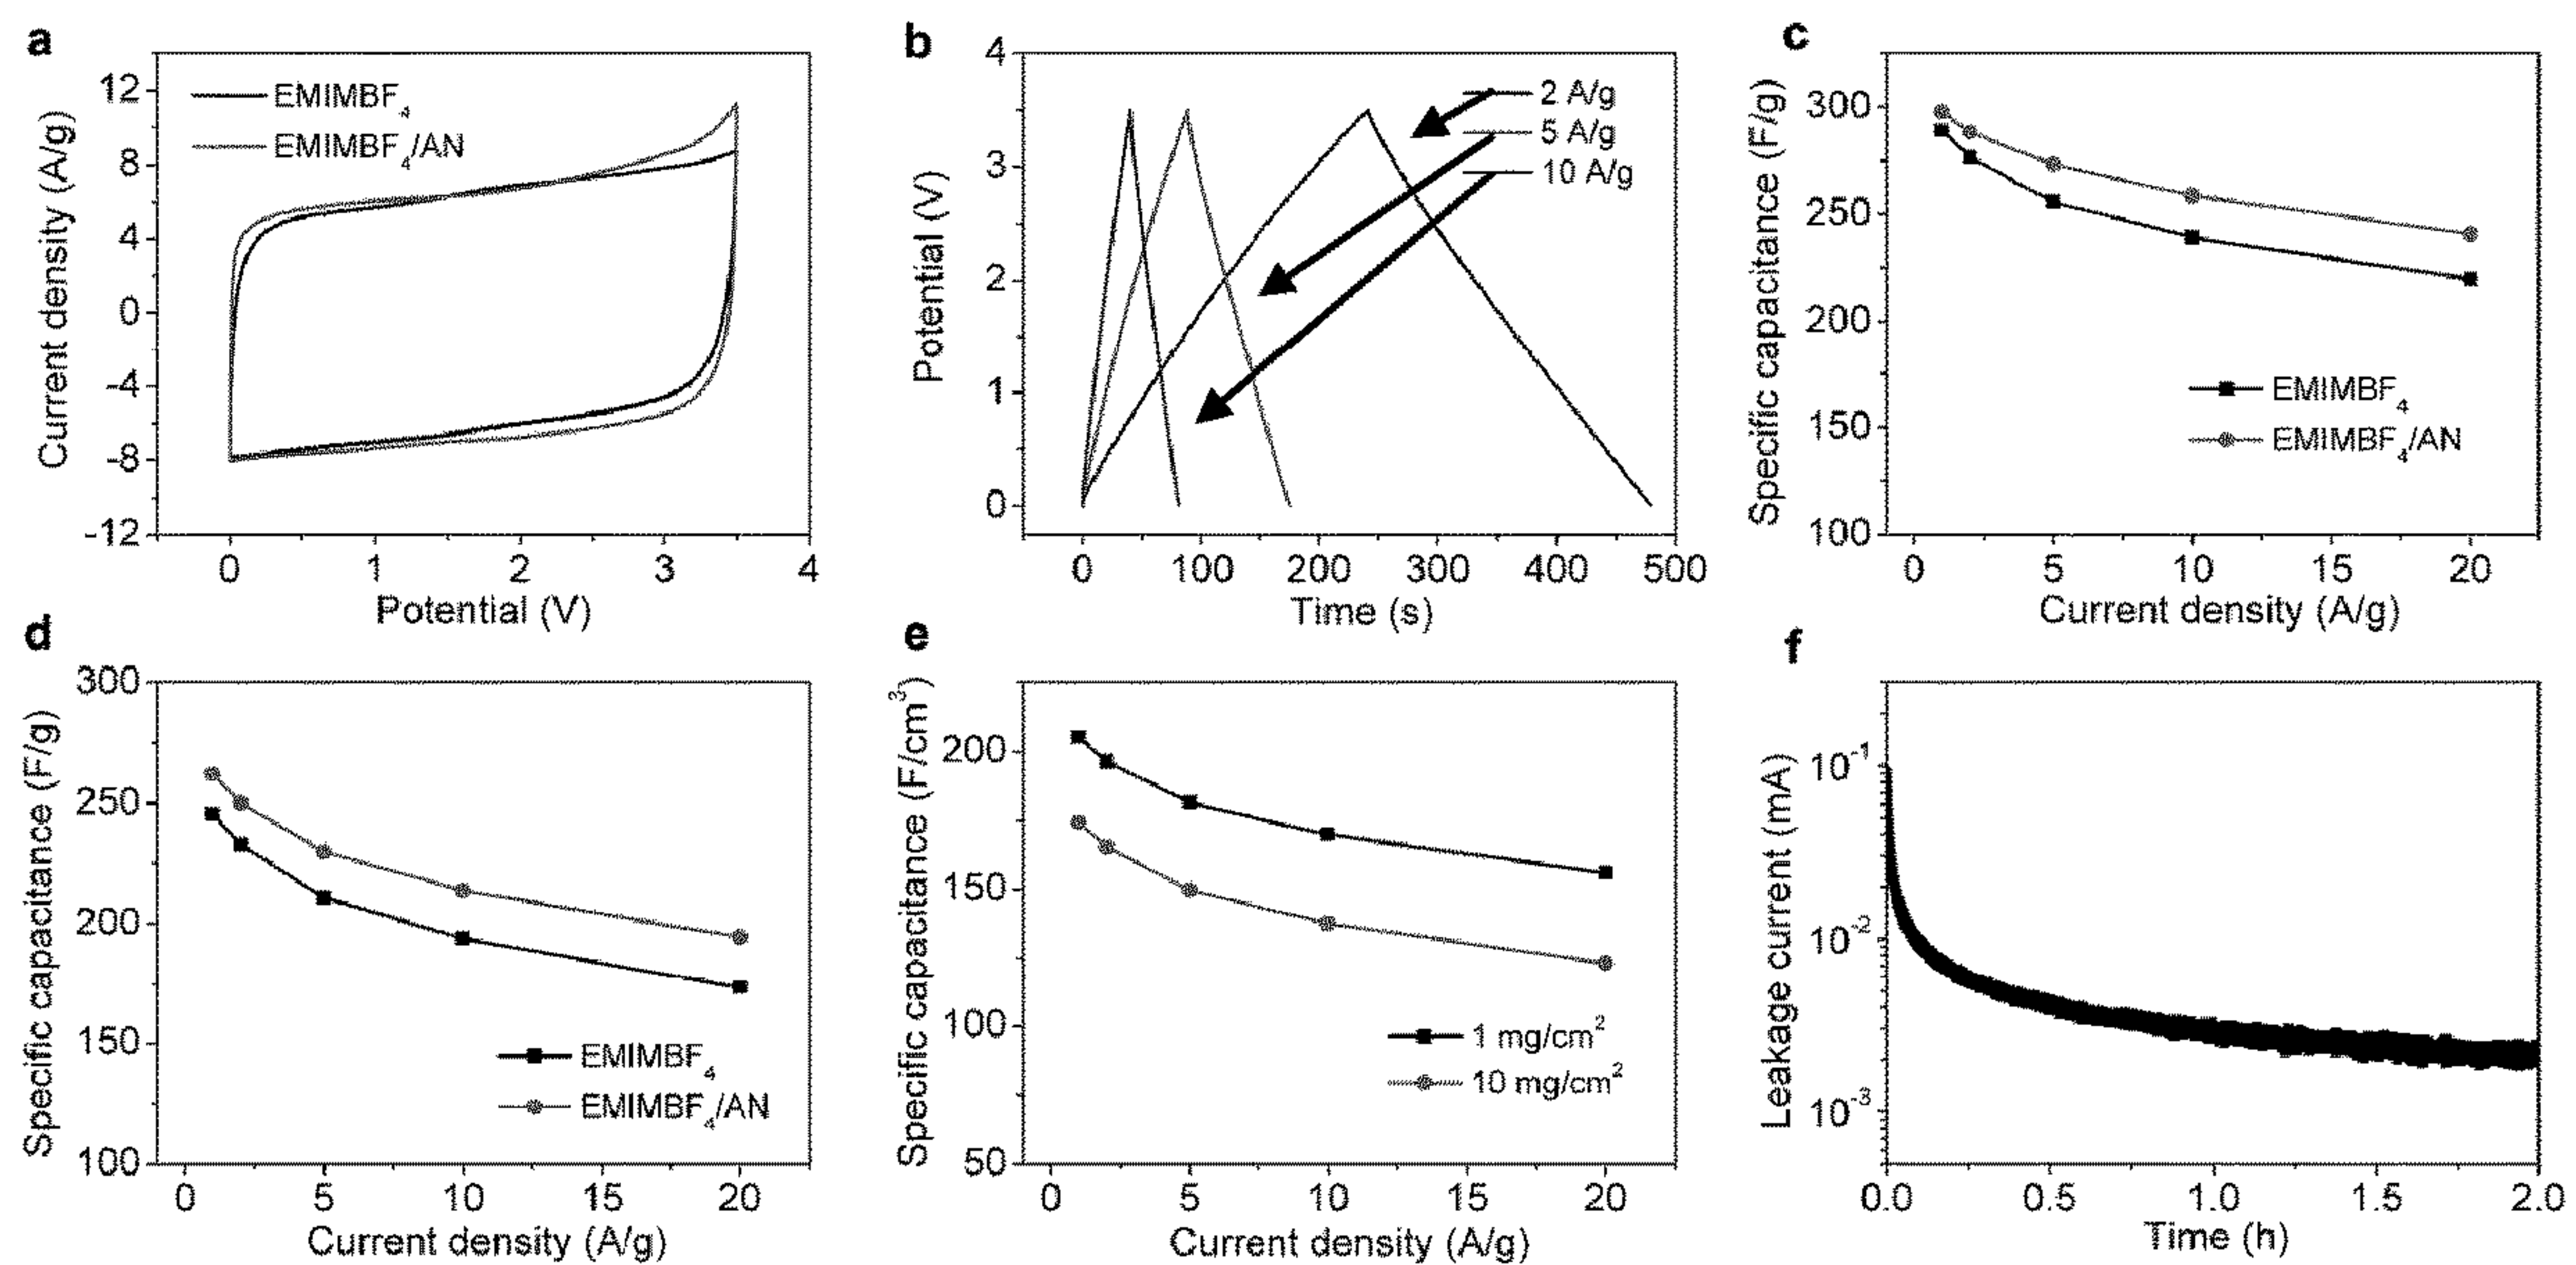 a
Current density (A/g)
12
8
4
0
-4
-8
-12
EMIMBF4
EMIMBF4/AN
0 1 2 3 4
Potential (V)
b
Potential (V)
4
3
2
1
0
2 A/g
5 A/g
10 A/g
0 100 200 300 400 500
Time (s)
c
Specific capacitance (F/g)
300
250
200
150
100
EMIMBF4
EMIMBF4/AN
0 5 10 15 20
Current density (A/g)
d
Specific capacitance (F/g)
300
250
200
150
100
EMIMBF4
EMIMBF4/AN
0 5 10 15 20
Current density (A/g)
e
Specific capacitance (F/cm³)
200
150
100
50
1 mg/cm²
10 mg/cm²
0 5 10 15 20
Current density (A/g)
f
Leakage current (mA)
10⁻¹
10⁻²
10⁻³
0.0 0.5 1.0 1.5 2.0
Time (h)